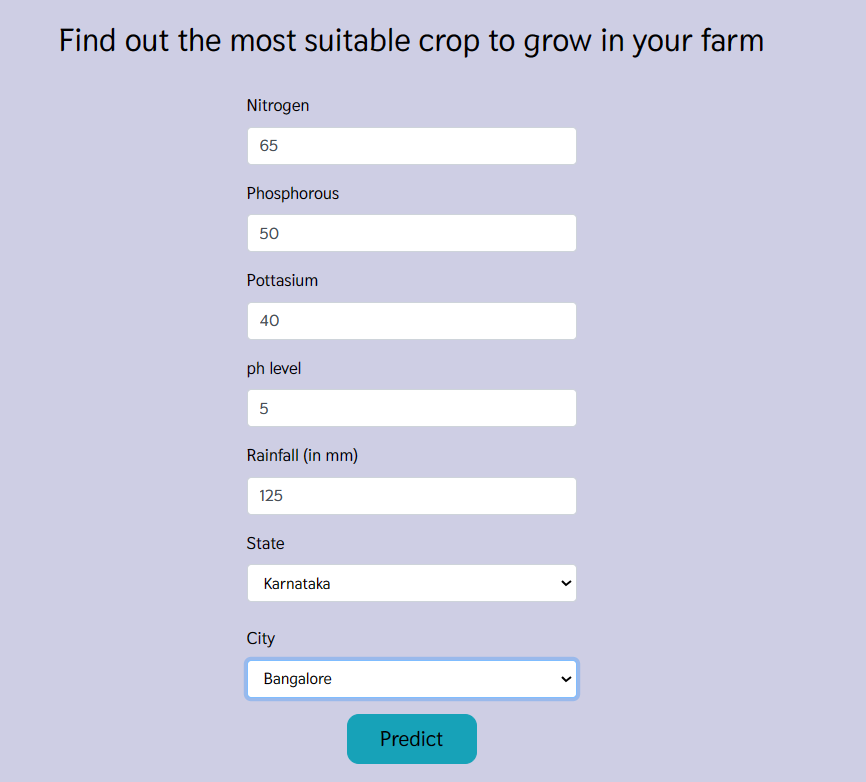 Find out the most suitable crop to grow in your farm
Nitrogen
65
Phosphorous
50
Pottasium
40
ph level
5
Rainfall (in mm)
125
State
Karnataka
City
Bangalore
Predict